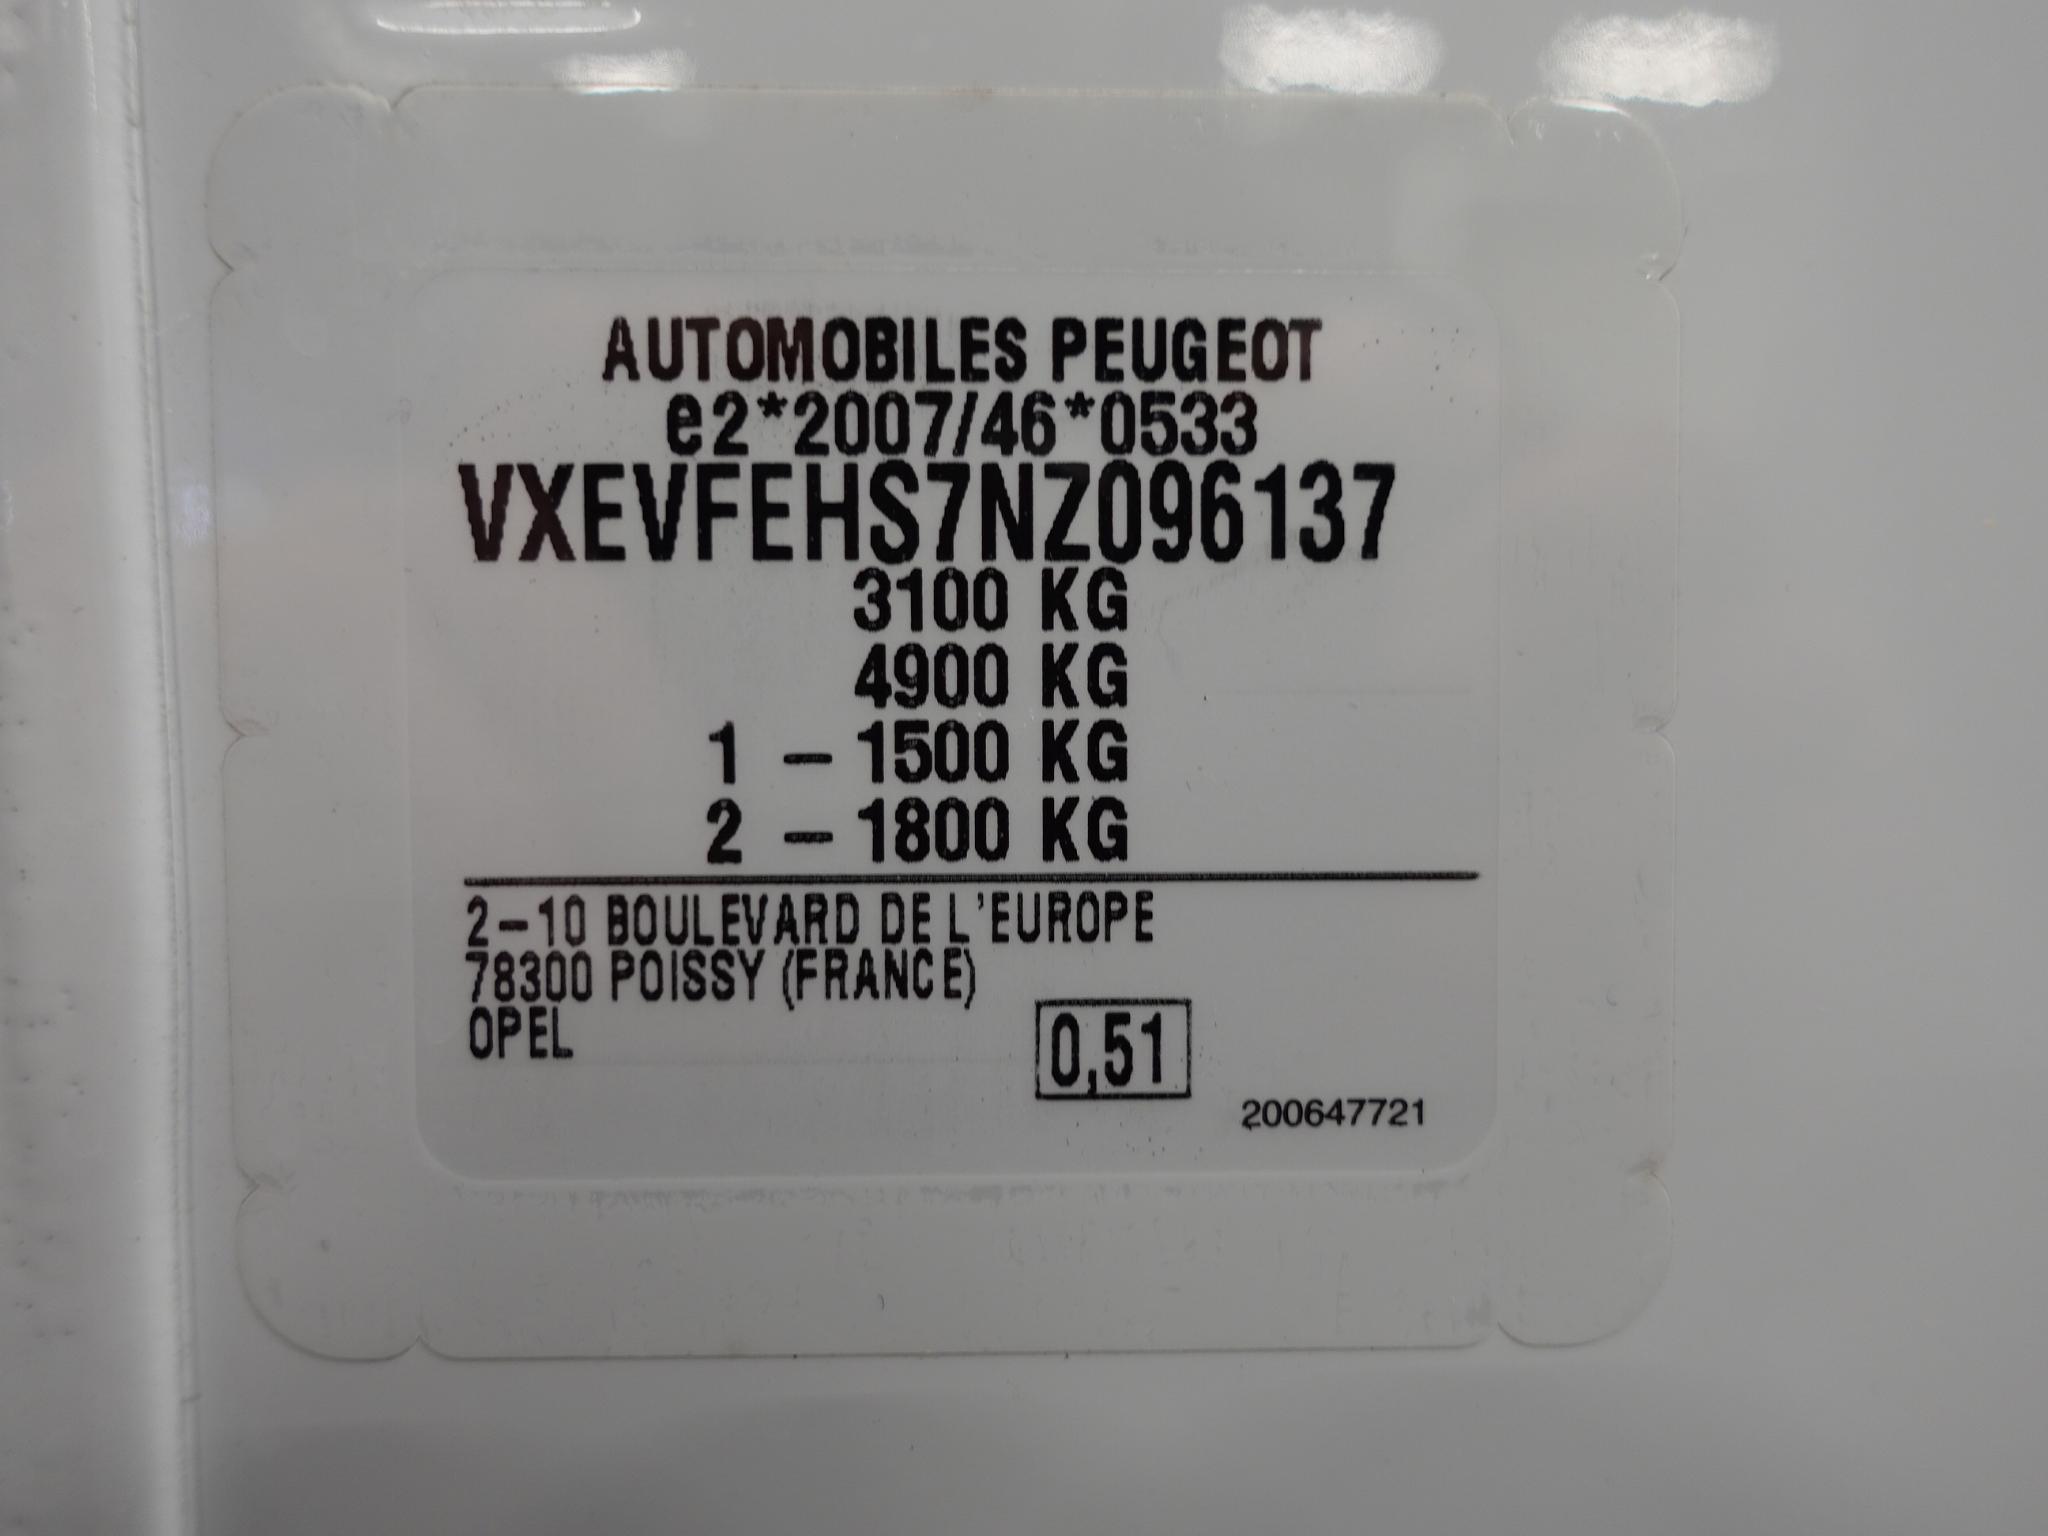 AUTOMOBILES PEUGEOT
e2*2007/46*0533
VXEVFEHS7NZ096137
3100 KG
4900 KG
1 - 1500 KG
2 - 1800 KG
2-10 BOULEVARD DE L'EUROPE
78300 POISSY (FRANCE)
OPEL
0,51
200647721